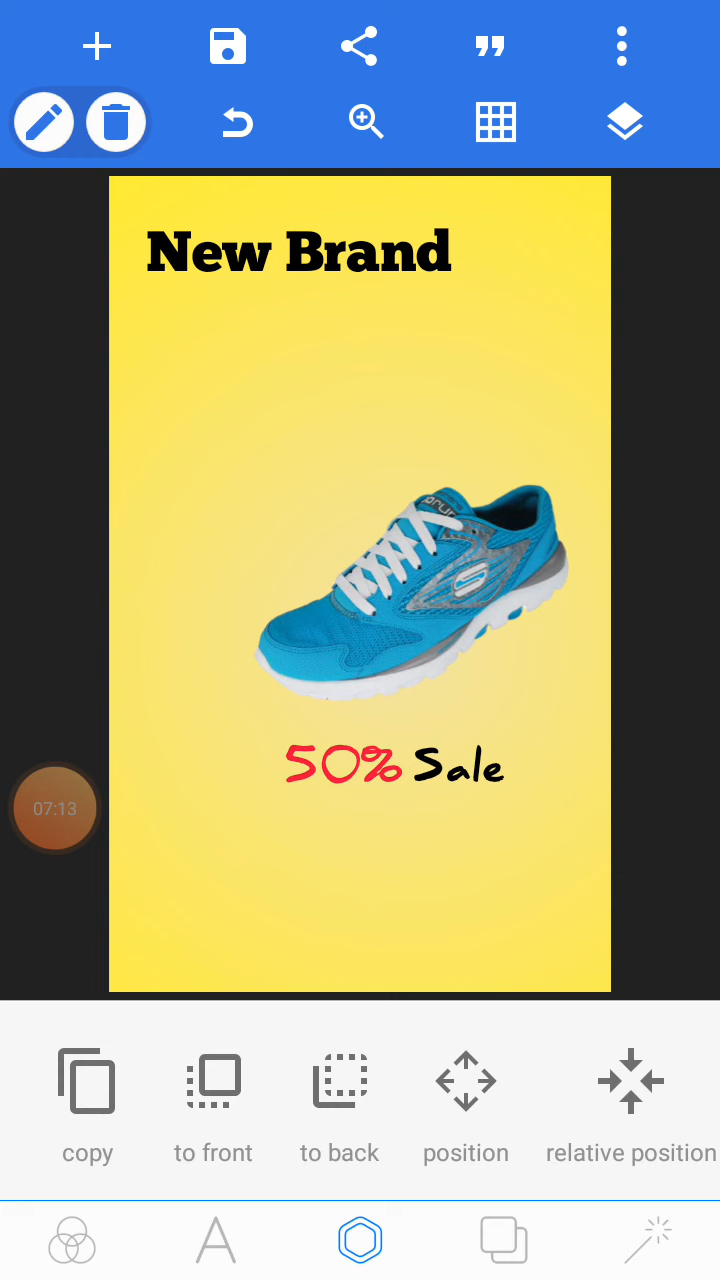 New Brand
50% Sale
07:13
copy
to front
to back
position
relative position